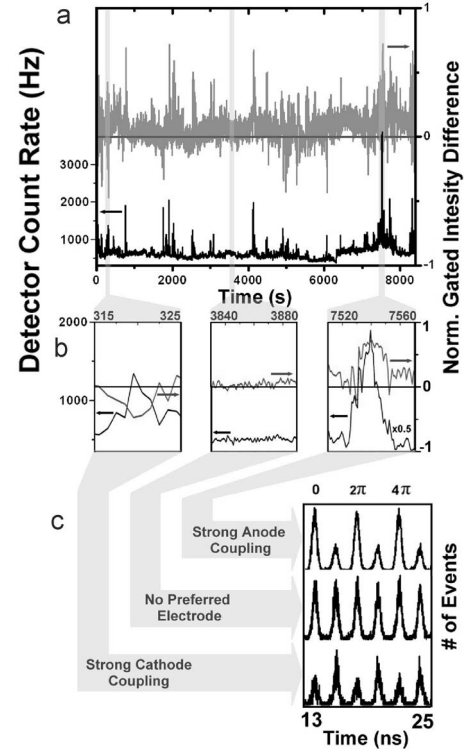 a
1
Detector Count Rate (Hz)
Norm. Gated Intesity Difference
0
3000
2000
1000
-1
0 2000 4000 6000 8000
Time (s)
315 325 3840 3880 7520 7560
b
2000
1000
1
0
-1
x0.5
c
0 2π 4π
Strong Anode
Coupling
No Preferred
Electrode
Strong Cathode
Coupling
# of Events
13 25
Time (ns)